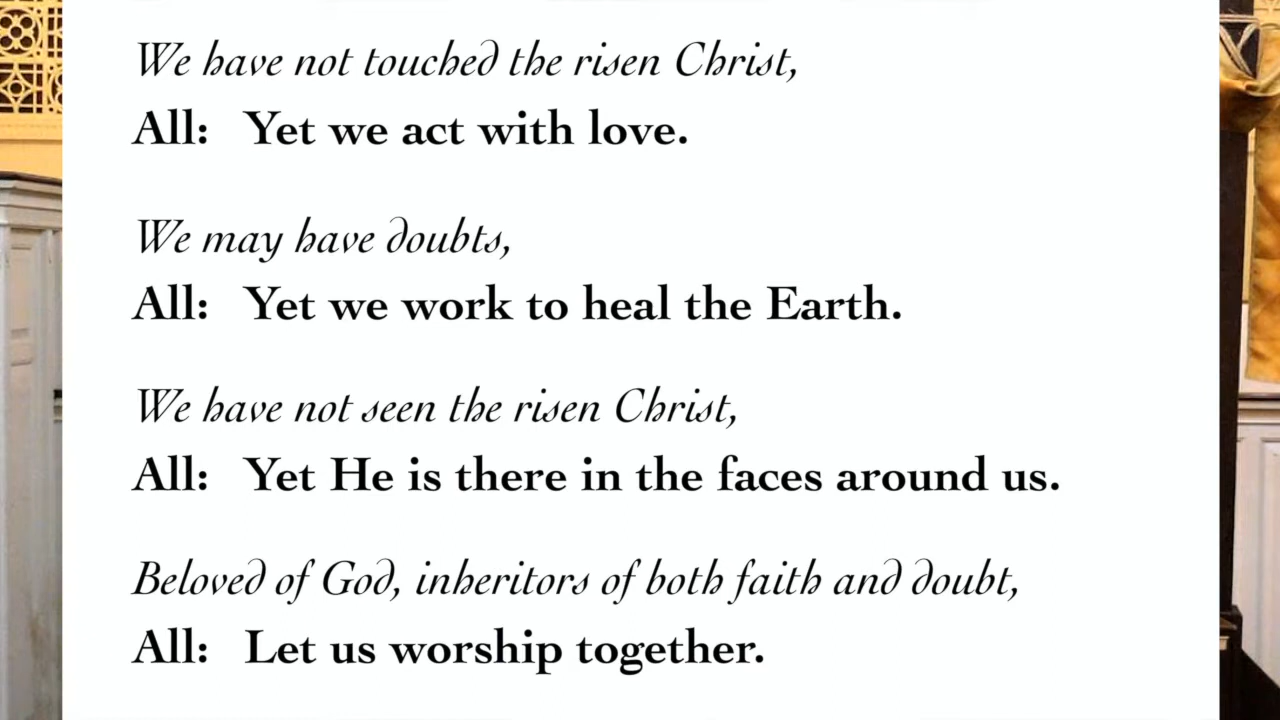 We have not touched the risen Christ,
All: Yet we act with love.
We may have doubts,
All: Yet we work to heal the Earth.
We have not seen the risen Christ,
All: Yet He is there in the faces around us.
Beloved of God, inheritors of both faith and doubt,
All: Let us worship together.